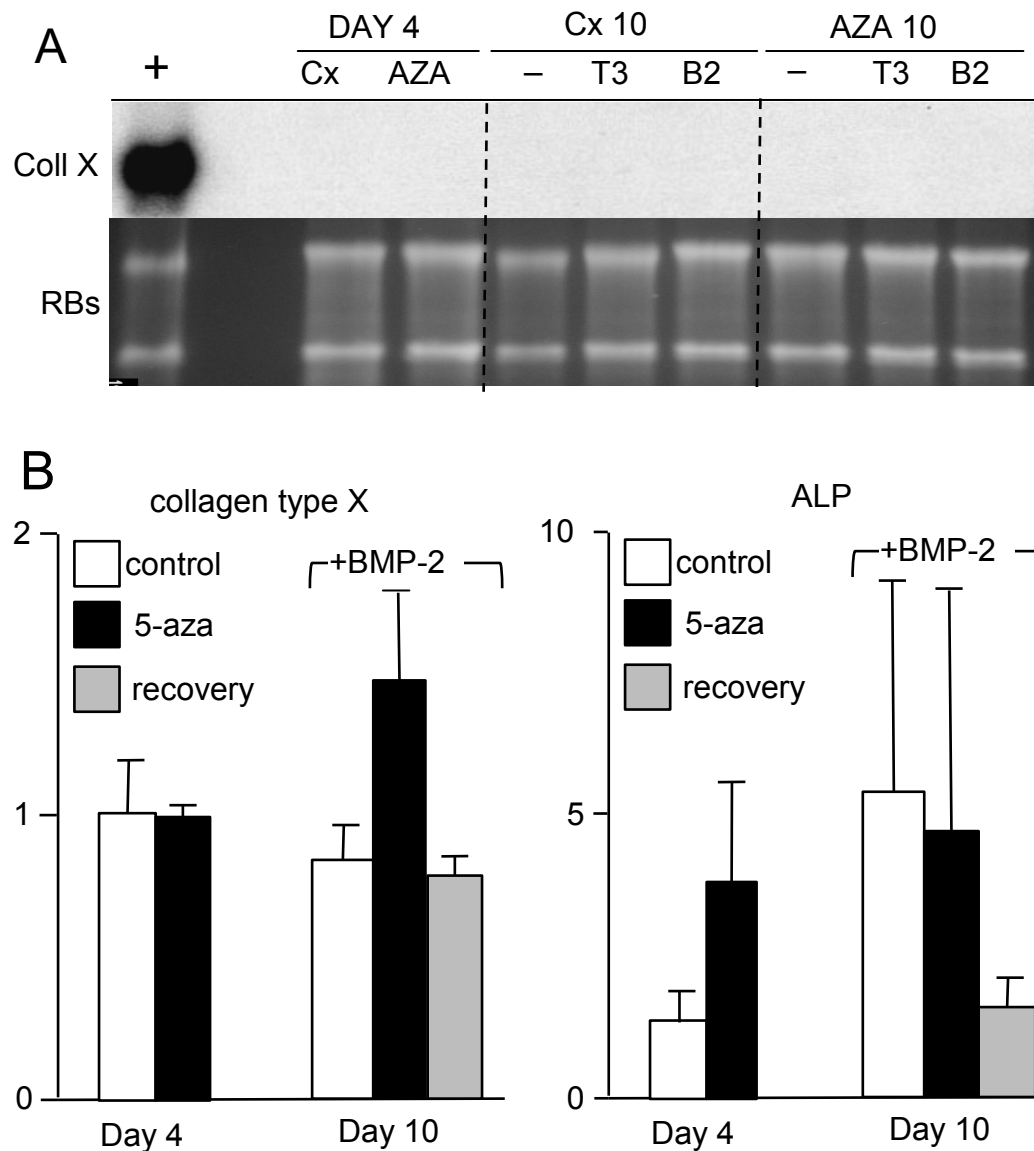 A
DAY 4 Cx 10 AZA 10
+ Cx AZA – T3 B2 – T3 B2
Coll X
RBs
B
collagen type X
2
control
5-aza
recovery
+BMP-2
1
0
Day 4 Day 10
ALP
10
control
5-aza
recovery
+BMP-2
5
0
Day 4 Day 10